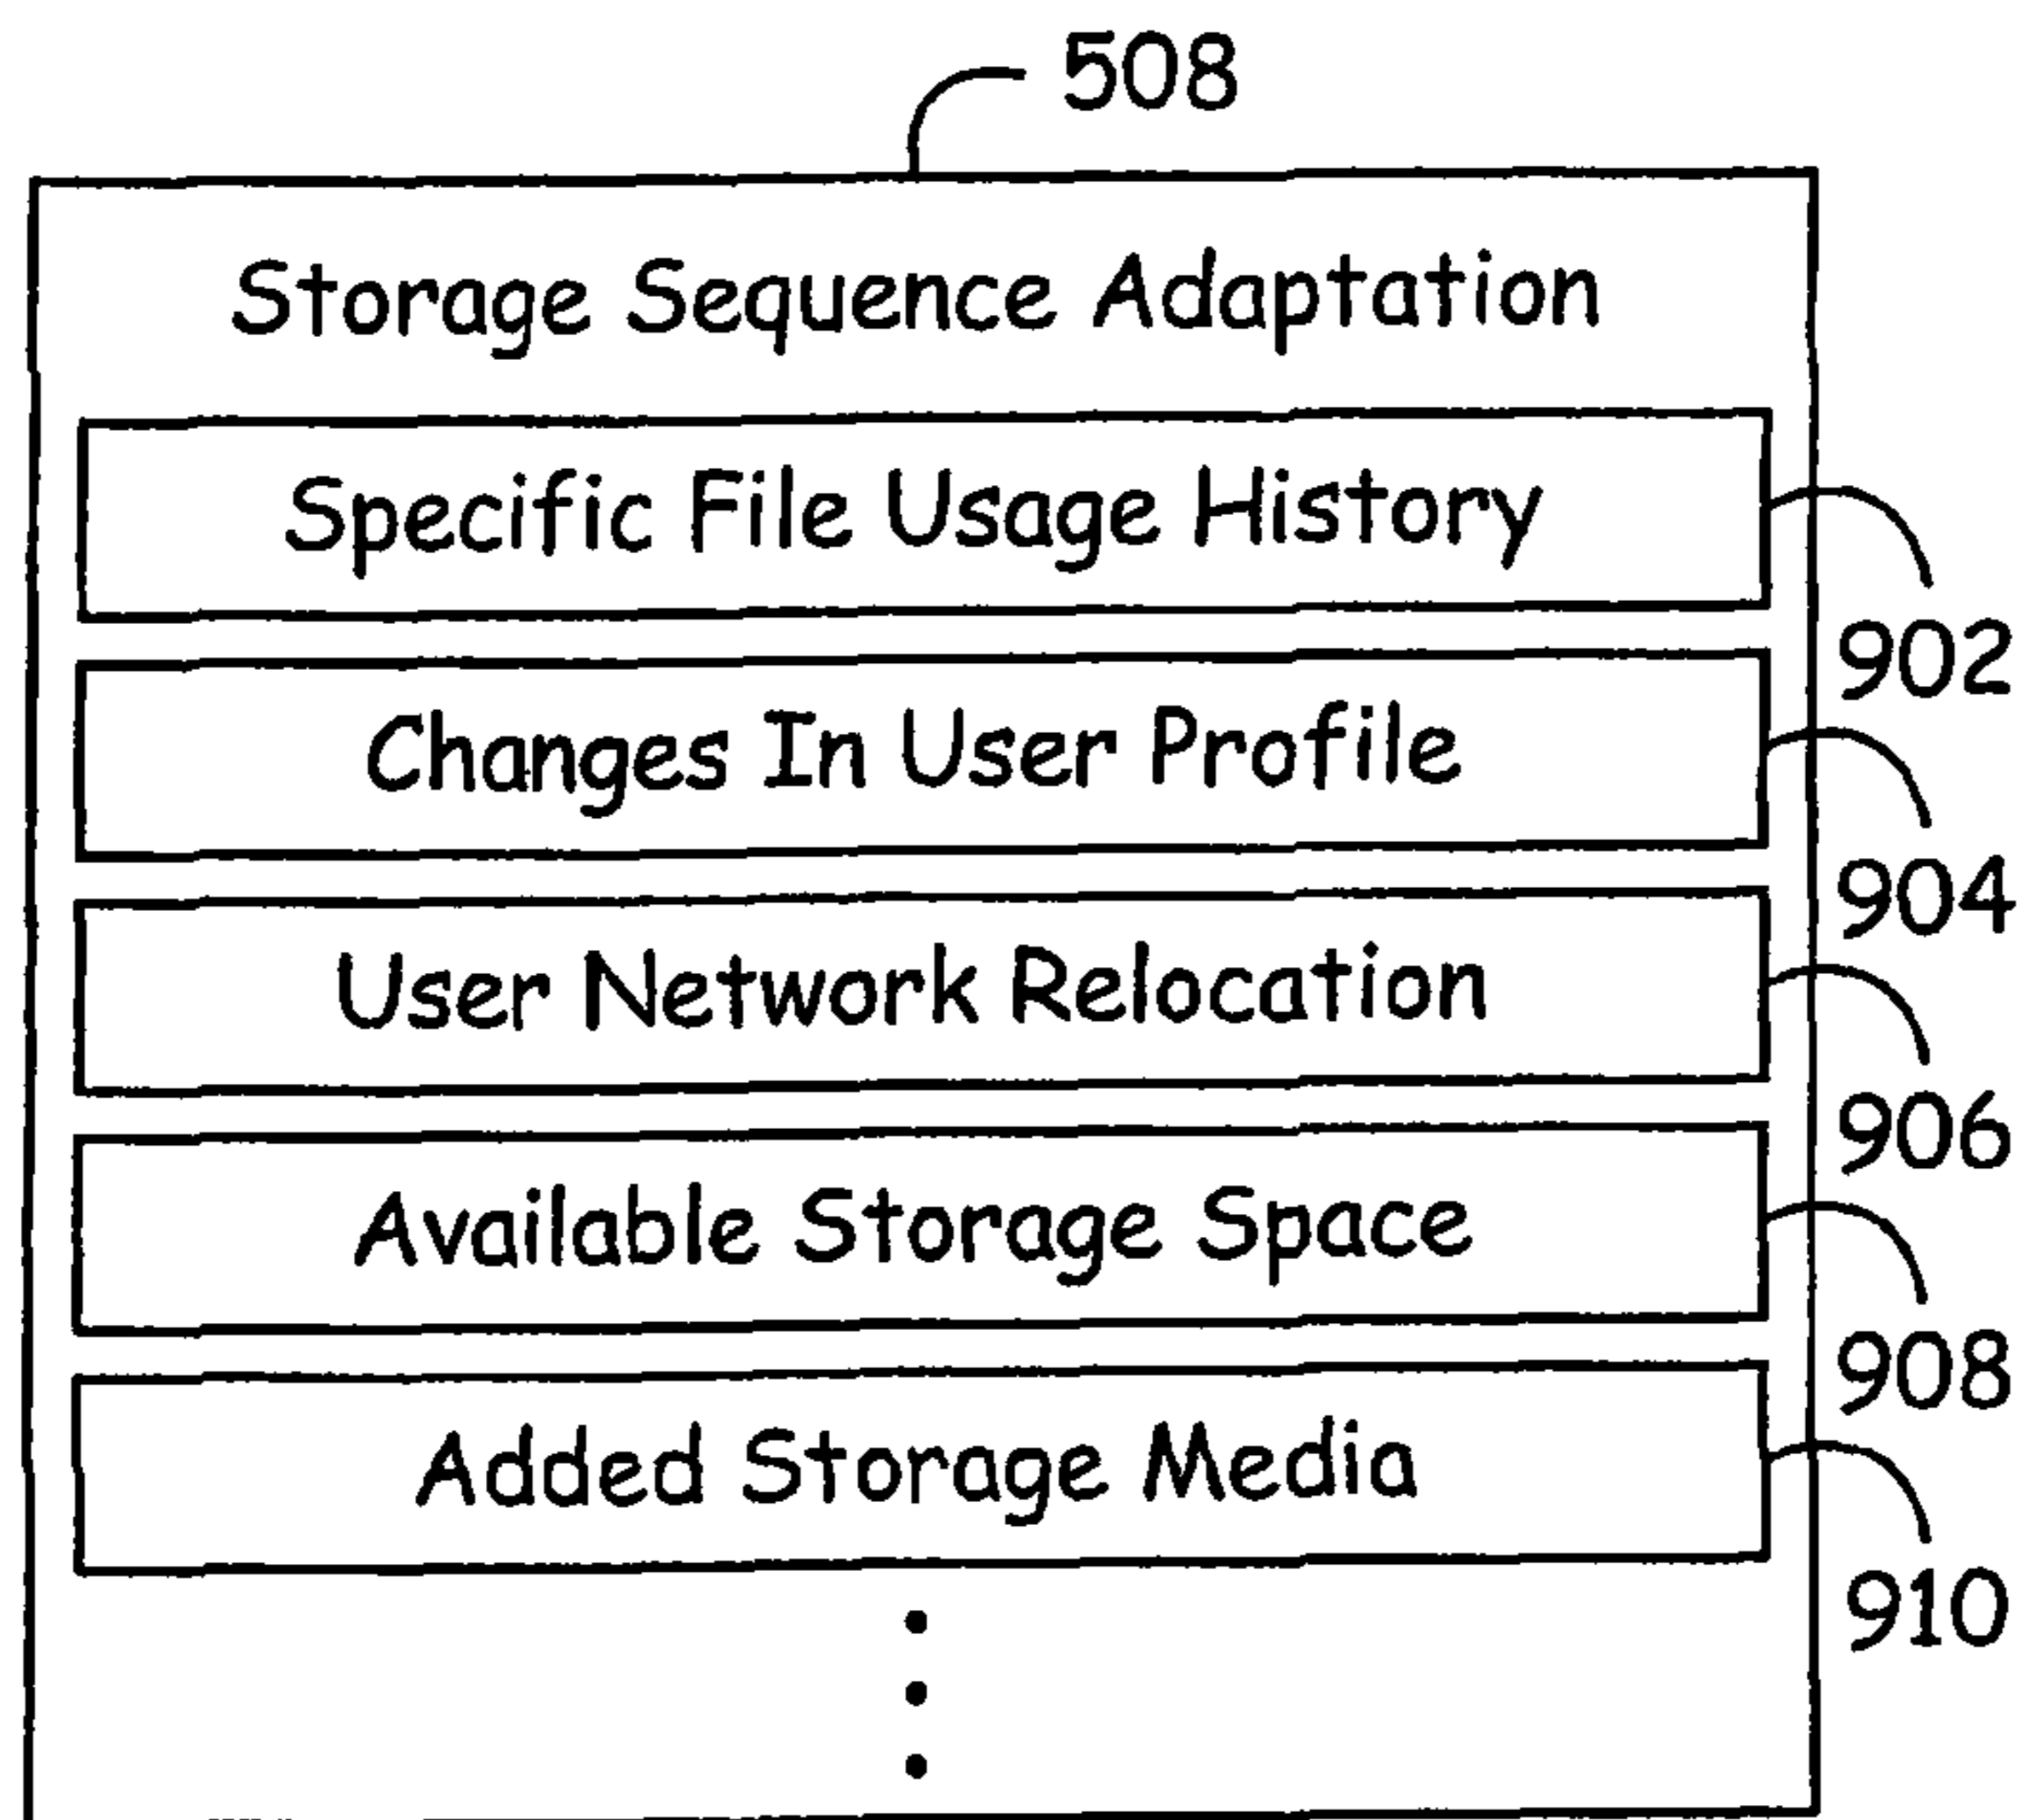 508
Storage Sequence Adaptation
Specific File Usage History
902
Changes In User Profile
904
User Network Relocation
906
Available Storage Space
908
Added Storage Media
910